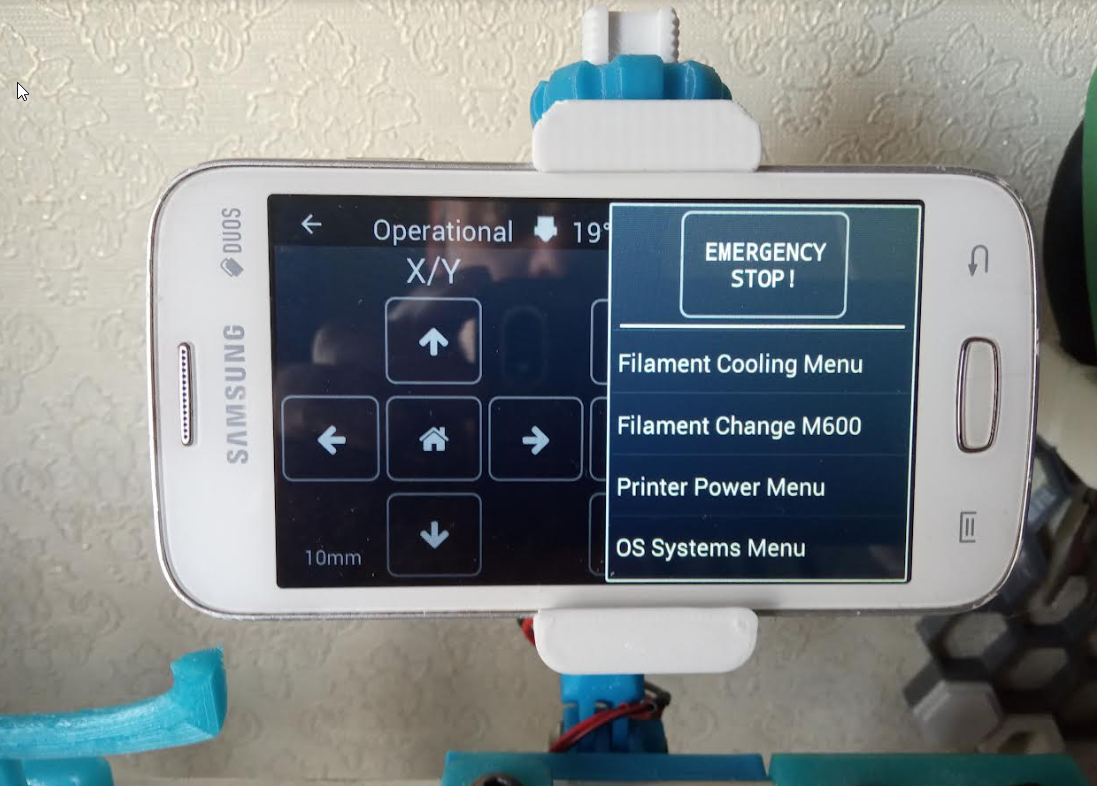 DUOS
SAMSUNG
Operational 19°
X/Y
10mm
EMERGENCY
STOP!
Filament Cooling Menu
Filament Change M600
Printer Power Menu
OS Systems Menu